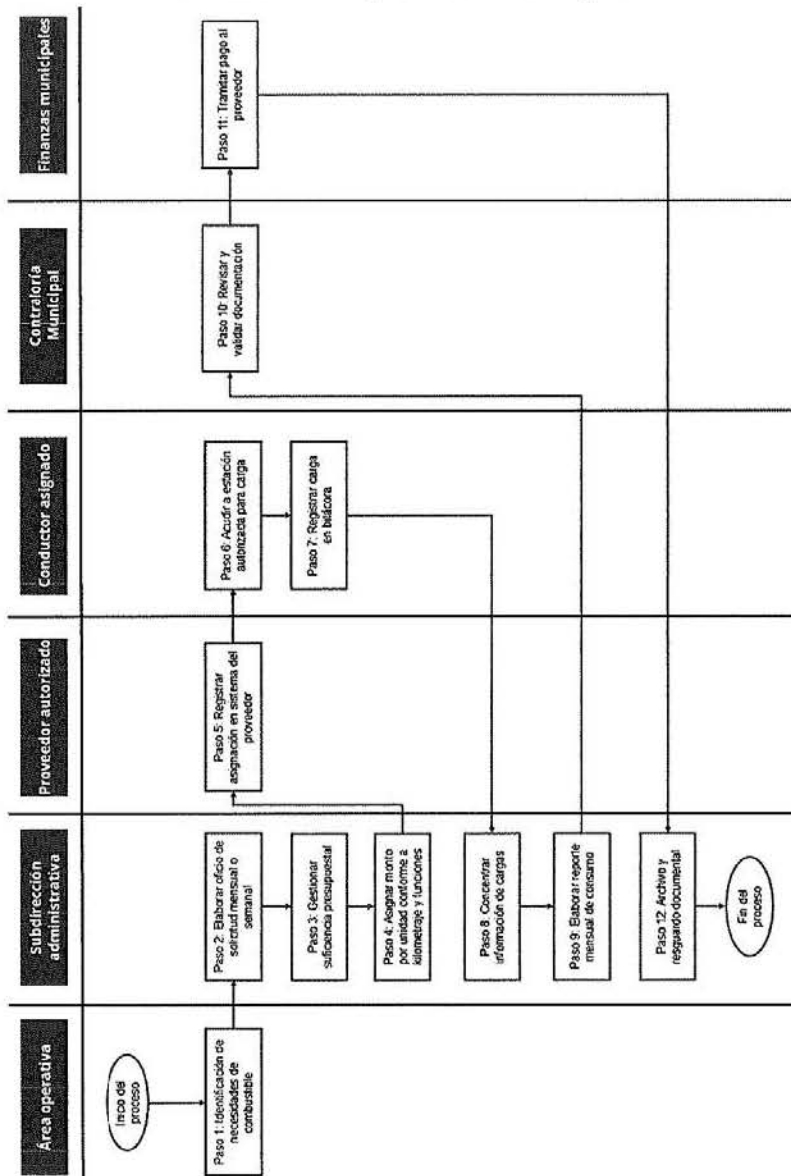 Área operativa
Subdirección
administrativa
Proveedor autorizado
Conductor asignado
Contraloría
Municipal
Finanzas municipales
Inicio del
proceso
Paso 1: Identificación de
necesidades de
combustible
Paso 2: Elaborar oficio de
solicitud mensual o
semanal
Paso 3: Gestionar
suficiencia presupuestal
Paso 4: Asignar monto
por unidad conforme a
kilometraje y funciones
Paso 5: Registrar
asignación en sistema del
proveedor
Paso 6: Acudir a estación
autorizada para carga
Paso 7: Registrar carga
en bitácora
Paso 8: Concentrar
información de cargas
Paso 9: Elaborar reporte
mensual de consumo
Paso 10: Revisar y
validar documentación
Paso 11: Tramitar pago al
proveedor
Paso 12: Archivo y
resguardo documental
Fin del
proceso